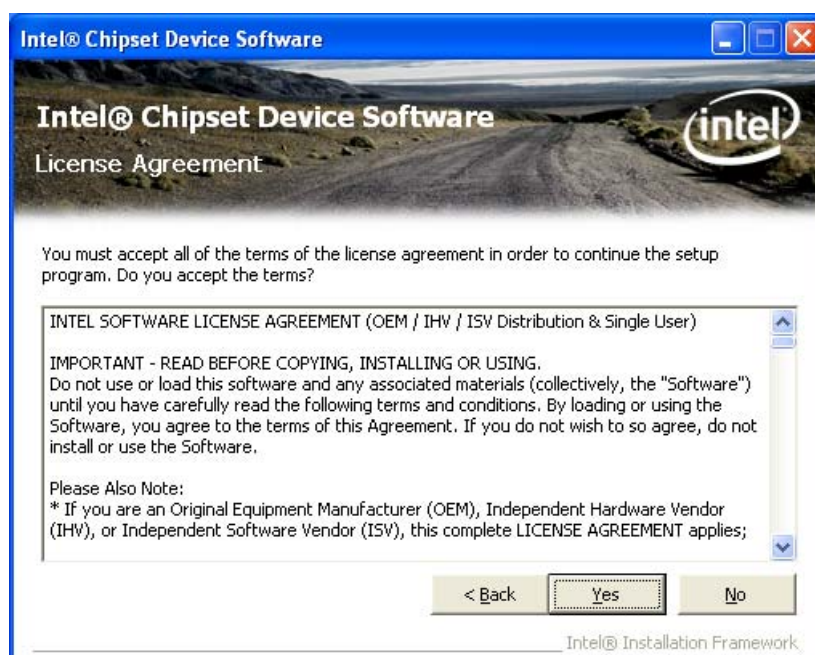 Intel® Chipset Device Software
Intel® Chipset Device Software
intel
License Agreement
You must accept all of the terms of the license agreement in order to continue the setup
program. Do you accept the terms?
INTEL SOFTWARE LICENSE AGREEMENT (OEM / IHV / ISV Distribution & Single User)
IMPORTANT - READ BEFORE COPYING, INSTALLING OR USING.
Do not use or load this software and any associated materials (collectively, the "Software")
until you have carefully read the following terms and conditions. By loading or using the
Software, you agree to the terms of this Agreement. If you do not wish to so agree, do not
install or use the Software.
Please Also Note:
* If you are an Original Equipment Manufacturer (OEM), Independent Hardware Vendor
(IHV), or Independent Software Vendor (ISV), this complete LICENSE AGREEMENT applies;
< Back Yes No
Intel® Installation Framework